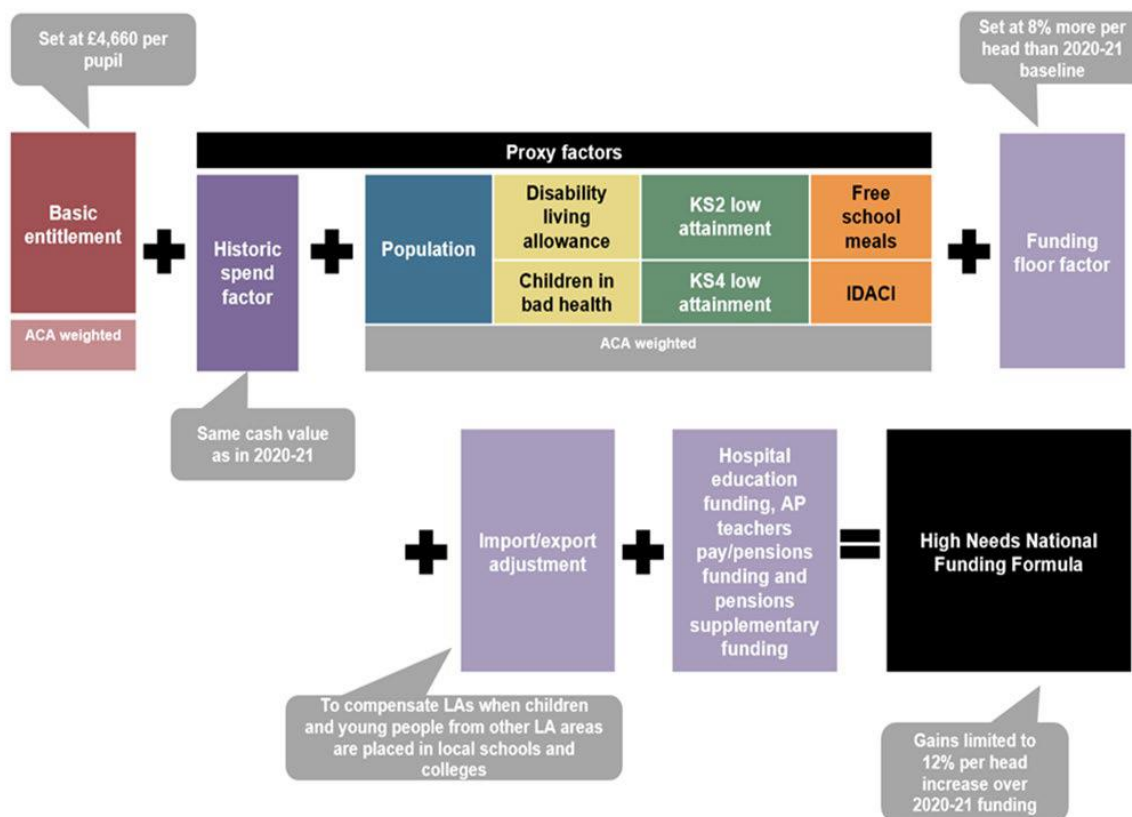 Set at £4,660 per
pupil
Set at 8% more per
head than 2020-21
baseline
Basic
entitlement
ACA weighted
Proxy factors
Historic
spend
factor
Population
Disability
living
allowance
Children in
bad health
KS2 low
attainment
KS4 low
attainment
Free
school
meals
IDACI
ACA weighted
Funding
floor factor
Same cash value
as in 2020-21
Import/export
adjustment
Hospital
education
funding, AP
teachers
pay/pensions
funding and
pensions
supplementary
funding
High Needs National
Funding Formula
To compensate LAs when children
and young people from other LA areas
are placed in local schools and
colleges
Gains limited to
12% per head
increase over
2020-21 funding